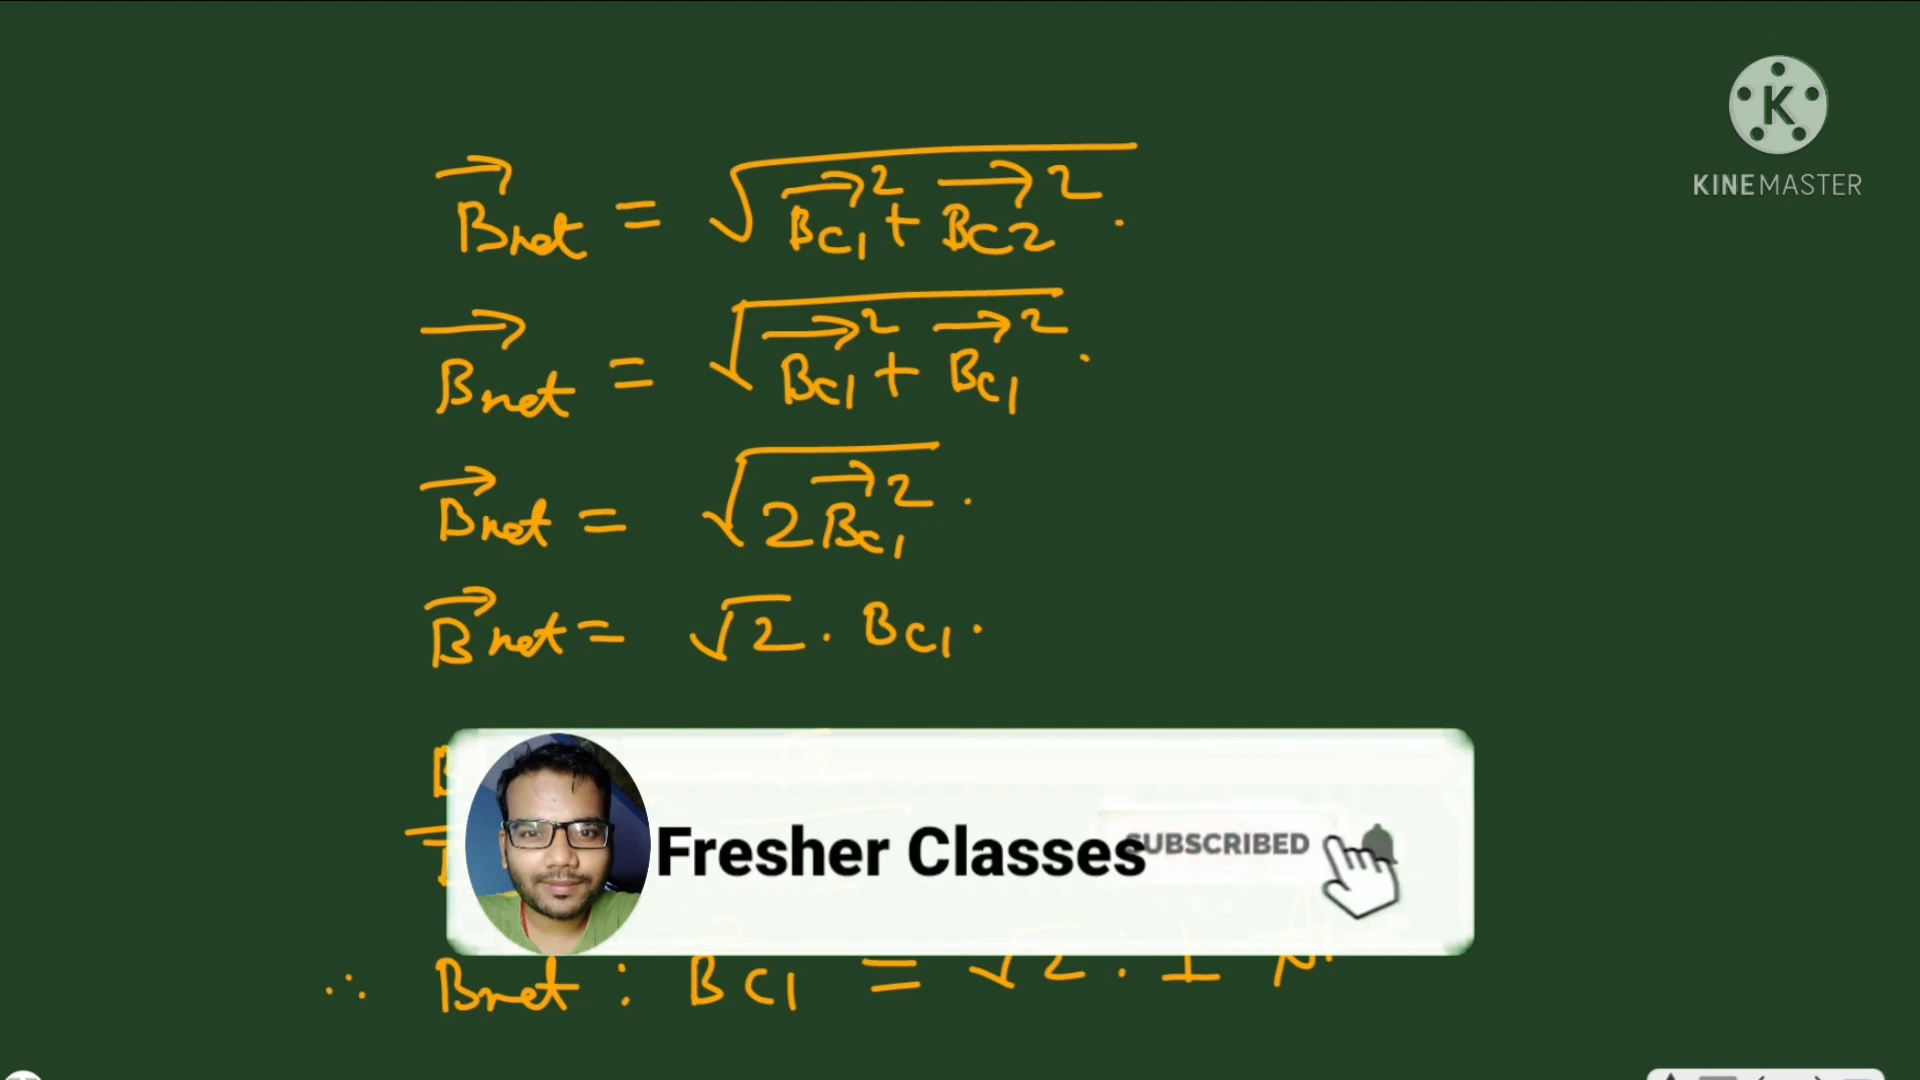 KINEMASTER
B⃗net = √(B⃗c1² + B⃗c2²) .
B⃗net = √(B⃗c1² + B⃗c1²) .
B⃗net = √(2B⃗c1²) .
B⃗net = √2 . Bc1 .
Fresher Classes
SUBSCRIBED
∴ Bnet : BC1 = √2 . 1